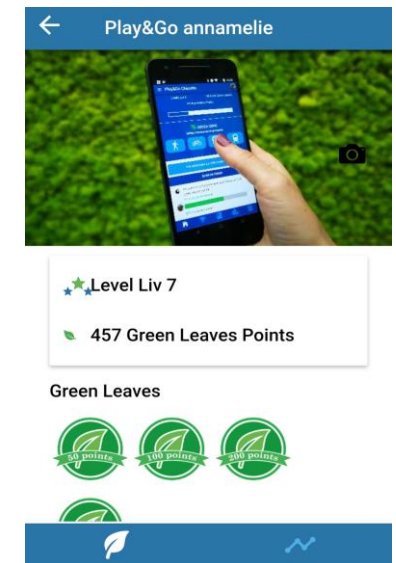 Play&Go annamelie
Level Liv 7
457 Green Leaves Points
Green Leaves
50 points
100 points
200 points